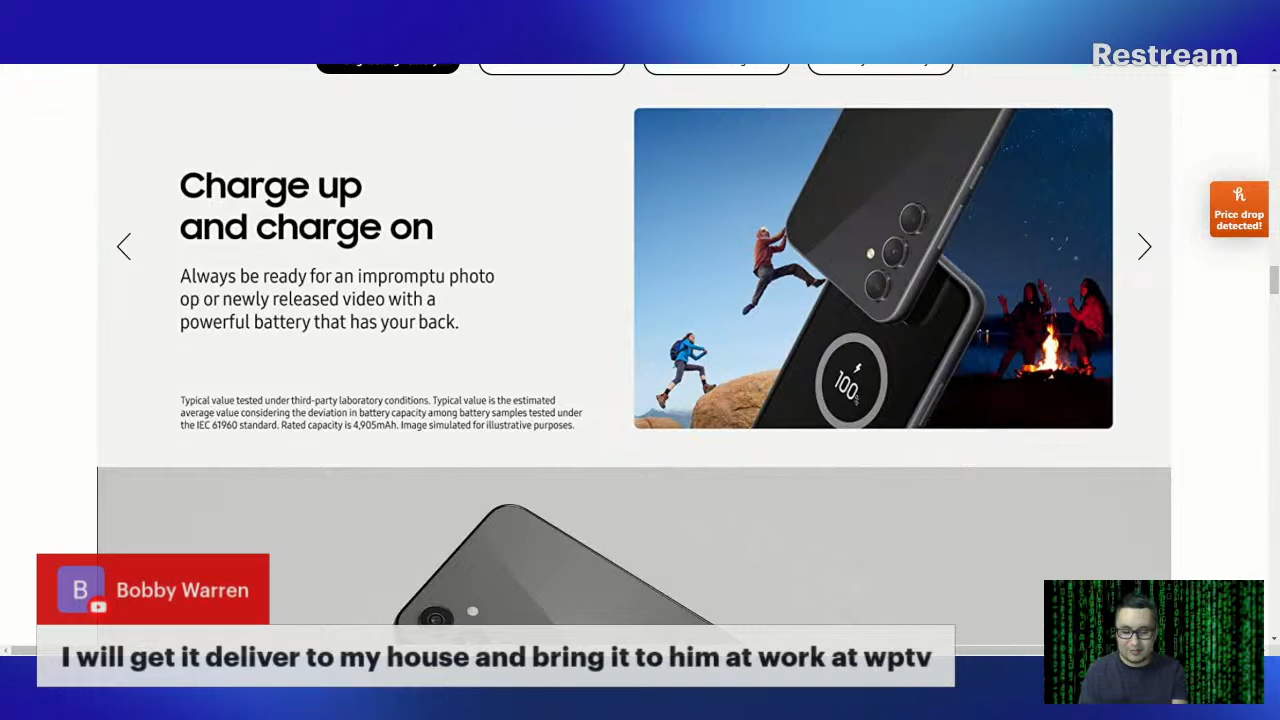 Restream
Charge up
and charge on
Always be ready for an impromptu photo
op or newly released video with a
powerful battery that has your back.
Typical value tested under third-party laboratory conditions. Typical value is the estimated
average value considering the deviation in battery capacity among battery samples tested under
the IEC 61960 standard. Rated capacity is 4,905mAh. Image simulated for illustrative purposes.
100%
Price drop
detected!
B
Bobby Warren
I will get it deliver to my house and bring it to him at work at wptv